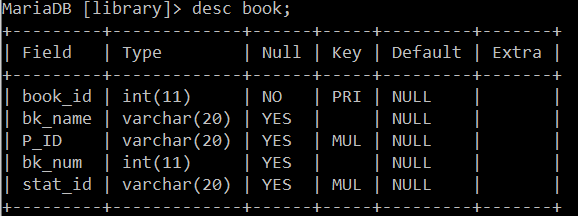 MariaDB [library]> desc book;
+---------+-------------+------+-----+---------+-------+
| Field   | Type        | Null | Key | Default | Extra |
+---------+-------------+------+-----+---------+-------+
| book_id | int(11)     | NO   | PRI | NULL    |       |
| bk_name | varchar(20) | YES  |     | NULL    |       |
| P_ID    | varchar(20) | YES  | MUL | NULL    |       |
| bk_num  | int(11)     | YES  |     | NULL    |       |
| stat_id | varchar(20) | YES  | MUL | NULL    |       |
+---------+-------------+------+-----+---------+-------+